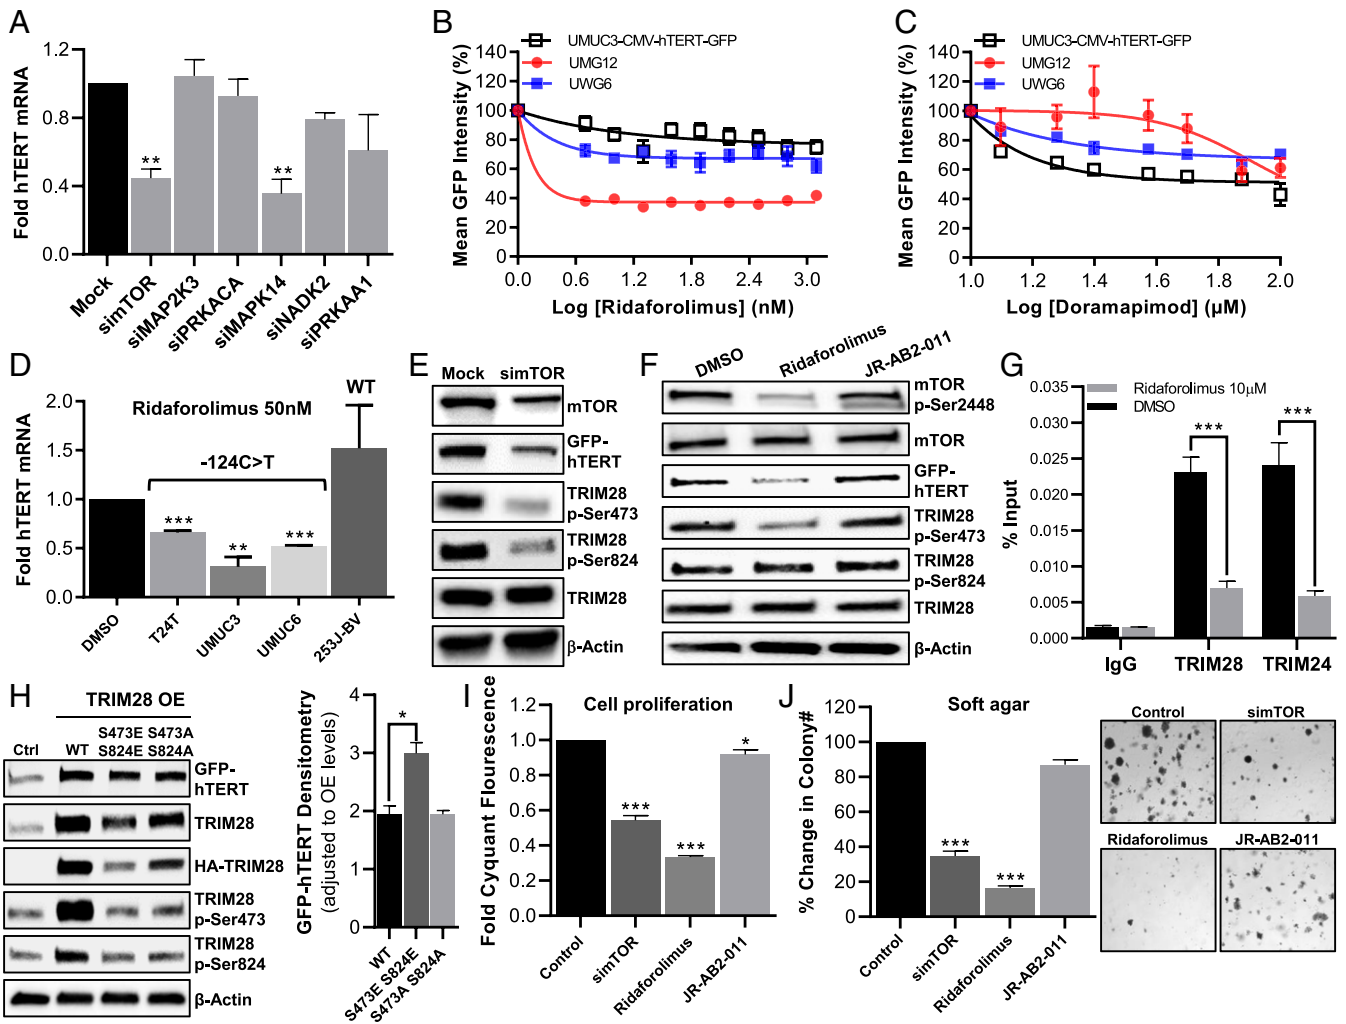 A
Fold hTERT mRNA
1.2
0.8
0.4
0.0
**
**
Mock
simTOR
siMAP2K3
siPRKACA
siMAPK14
siNADK2
siPRKAA1
B
Mean GFP Intensity (%)
UMUC3-CMV-hTERT-GFP
UMG12
UWG6
140
120
100
80
60
40
20
0
0.0
0.6
1.2
1.8
2.4
3.0
Log [Ridaforolimus] (nM)
C
Mean GFP Intensity (%)
UMUC3-CMV-hTERT-GFP
UMG12
UWG6
140
120
100
80
60
40
20
0
1.0
1.2
1.4
1.6
1.8
2.0
Log [Doramapimod] (µM)
D
Fold hTERT mRNA
2.0
1.5
1.0
0.5
0.0
Ridaforolimus 50nM
-124C>T
WT
***
**
***
DMSO
T24T
UMUC3
UMUC6
253J-BV
E
Mock simTOR
mTOR
GFP-
hTERT
TRIM28
p-Ser473
TRIM28
p-Ser824
TRIM28
β-Actin
F
DMSO
Ridaforolimus
JR-AB2-011
mTOR
p-Ser2448
mTOR
GFP-
hTERT
TRIM28
p-Ser473
TRIM28
p-Ser824
TRIM28
β-Actin
G
% Input
0.035
0.030
0.025
0.020
0.015
0.010
0.005
0.000
Ridaforolimus 10µM
DMSO
***
***
IgG
TRIM28
TRIM24
H
TRIM28 OE
Ctrl WT S473E S473A
S824E S824A
GFP-
hTERT
TRIM28
HA-TRIM28
TRIM28
p-Ser473
TRIM28
p-Ser824
β-Actin
GFP-hTERT Densitometry
(adjusted to OE levels)
4
3
2
1
0
*
WT
S473E S824E
S473A S824A
I
Cell proliferation
Fold Cyquant Flourescence
1.2
1.0
0.8
0.6
0.4
0.2
0.0
***
***
*
Control
simTOR
Ridaforolimus
JR-AB2-011
J
Soft agar
% Change in Colony#
120
100
80
60
40
20
0
***
***
Control
simTOR
Ridaforolimus
JR-AB2-011
Control
simTOR
Ridaforolimus
JR-AB2-011